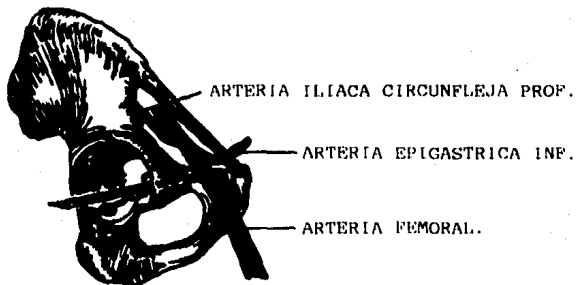 ARTERIA ILIACA CIRCUNFLEJA PROF.
ARTERIA EPIGASTRICA INF.
ARTERIA FEMORAL.